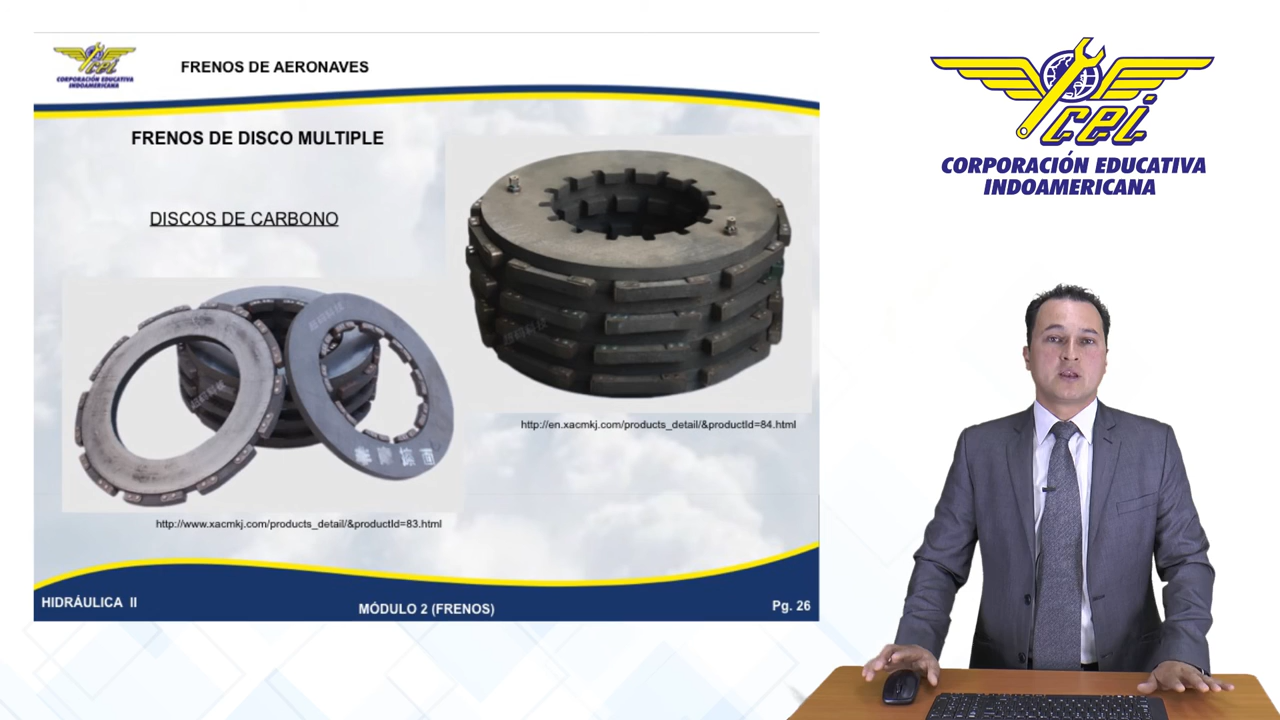 cei
CORPORACIÓN EDUCATIVA
INDOAMERICANA
FRENOS DE AERONAVES
FRENOS DE DISCO MULTIPLE
DISCOS DE CARBONO
http://en.xacmkj.com/products_detail/&productId=84.html
http://www.xacmkj.com/products_detail/&productId=83.html
HIDRÁULICA II
MÓDULO 2 (FRENOS)
Pg. 26
cei
CORPORACIÓN EDUCATIVA
INDOAMERICANA